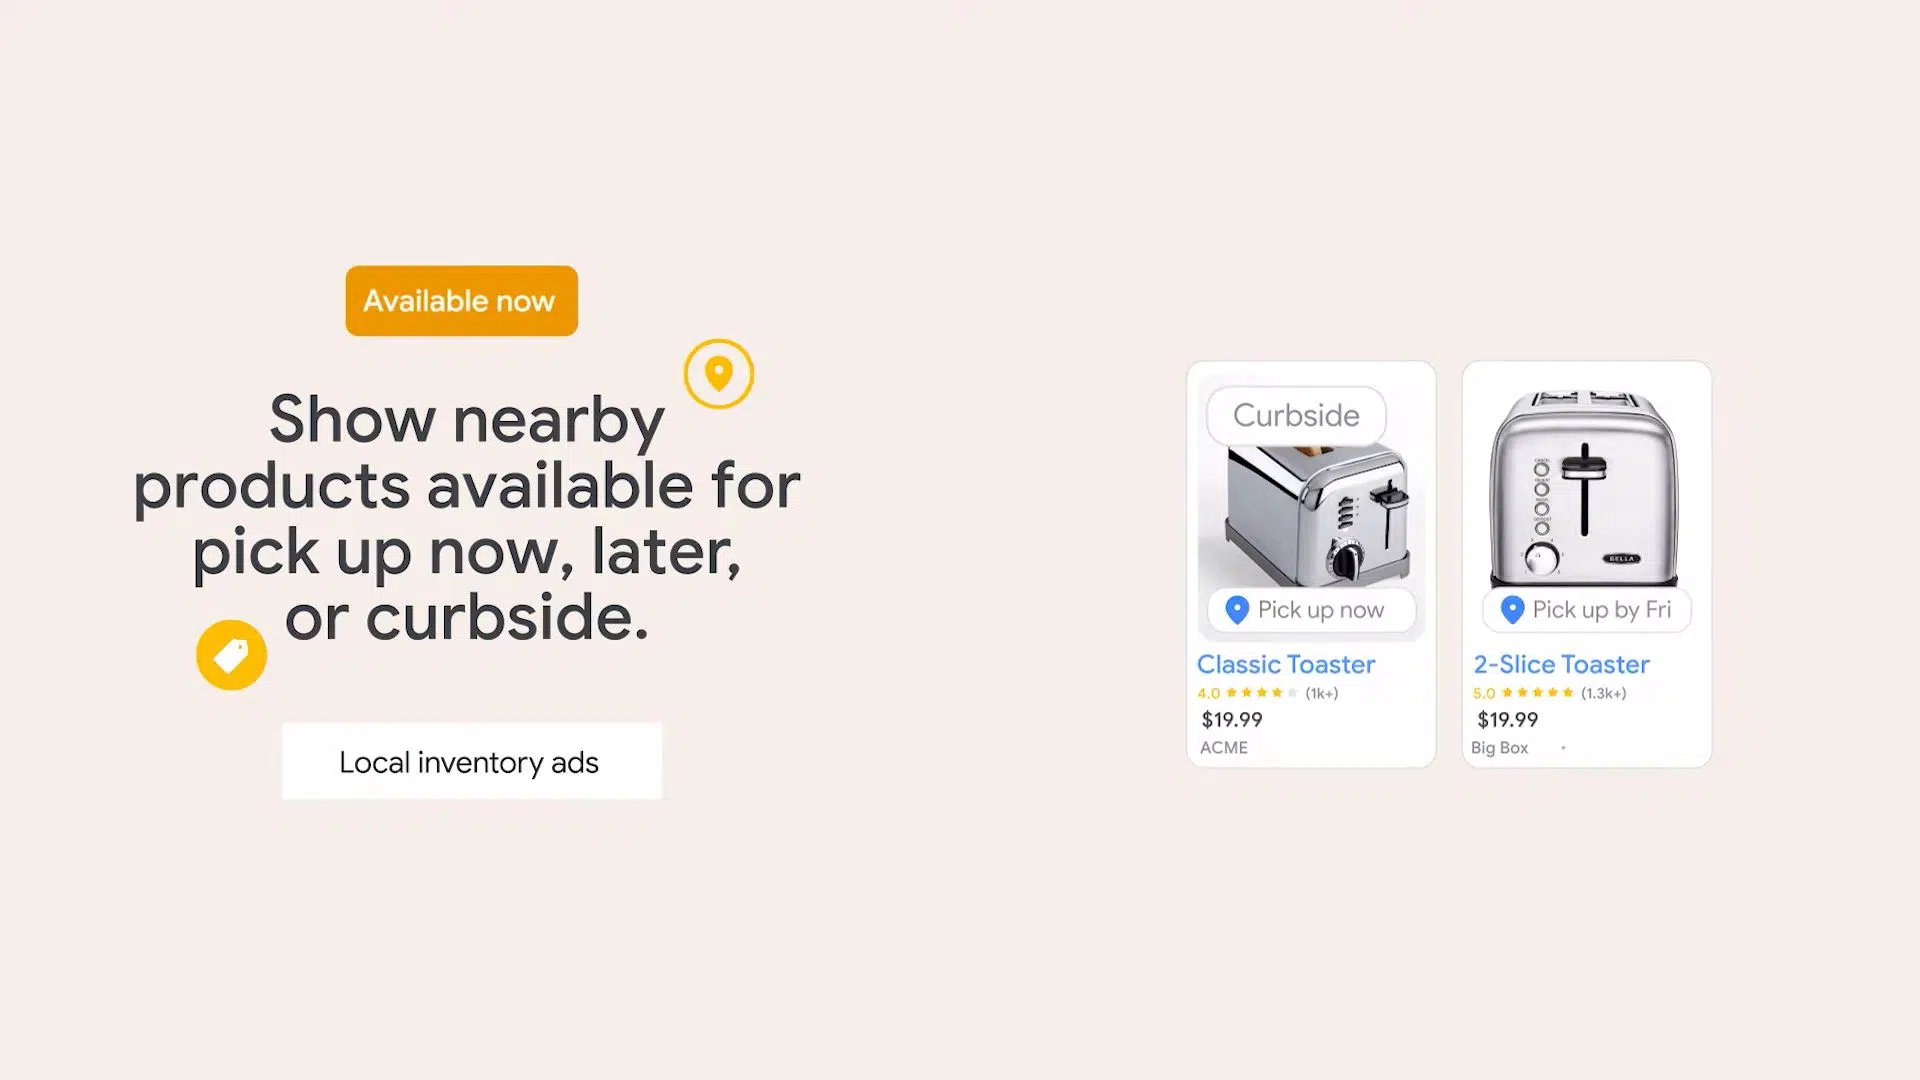 Available now
Show nearby
products available for
pick up now, later,
or curbside.
Local inventory ads
Curbside
Pick up now
Classic Toaster
4.0 (1k+)
$19.99
ACME
BELLA
Pick up by Fri
2-Slice Toaster
5.0 (1.3k+)
$19.99
Big Box